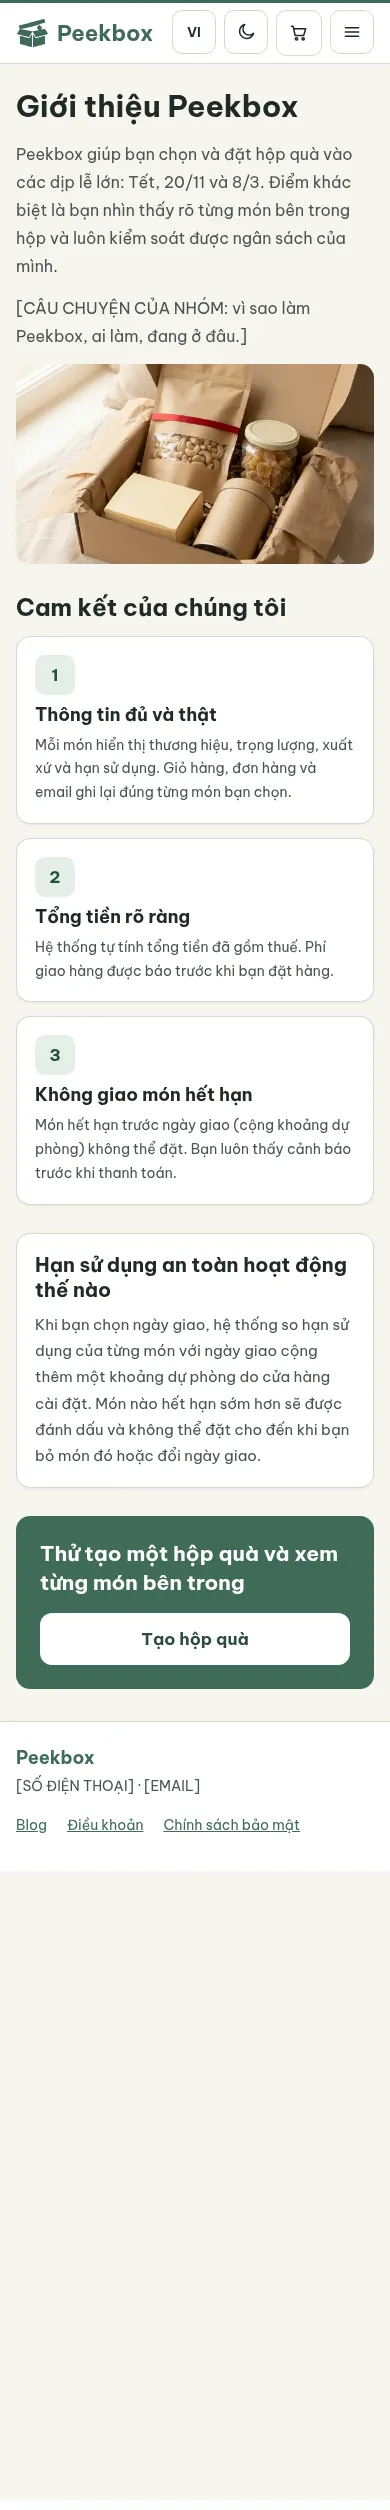 Peekbox
VI
Giới thiệu Peekbox
Peekbox giúp bạn chọn và đặt hộp quà vào
các dịp lễ lớn: Tết, 20/11 và 8/3. Điểm khác
biệt là bạn nhìn thấy rõ từng món bên trong
hộp và luôn kiểm soát được ngân sách của
mình.
[CÂU CHUYỆN CỦA NHÓM: vì sao làm
Peekbox, ai làm, đang ở đâu.]
Cam kết của chúng tôi
1
Thông tin đủ và thật
Mỗi món hiển thị thương hiệu, trọng lượng, xuất
xứ và hạn sử dụng. Giỏ hàng, đơn hàng và
email ghi lại đúng từng món bạn chọn.
2
Tổng tiền rõ ràng
Hệ thống tự tính tổng tiền đã gồm thuế. Phí
giao hàng được báo trước khi bạn đặt hàng.
3
Không giao món hết hạn
Món hết hạn trước ngày giao (cộng khoảng dự
phòng) không thể đặt. Bạn luôn thấy cảnh báo
trước khi thanh toán.
Hạn sử dụng an toàn hoạt động
thế nào
Khi bạn chọn ngày giao, hệ thống so hạn sử
dụng của từng món với ngày giao cộng
thêm một khoảng dự phòng do cửa hàng
cài đặt. Món nào hết hạn sớm hơn sẽ được
đánh dấu và không thể đặt cho đến khi bạn
bỏ món đó hoặc đổi ngày giao.
Thử tạo một hộp quà và xem
từng món bên trong
Tạo hộp quà
Peekbox
[SỐ ĐIỆN THOẠI] · [EMAIL]
Blog Điều khoản Chính sách bảo mật